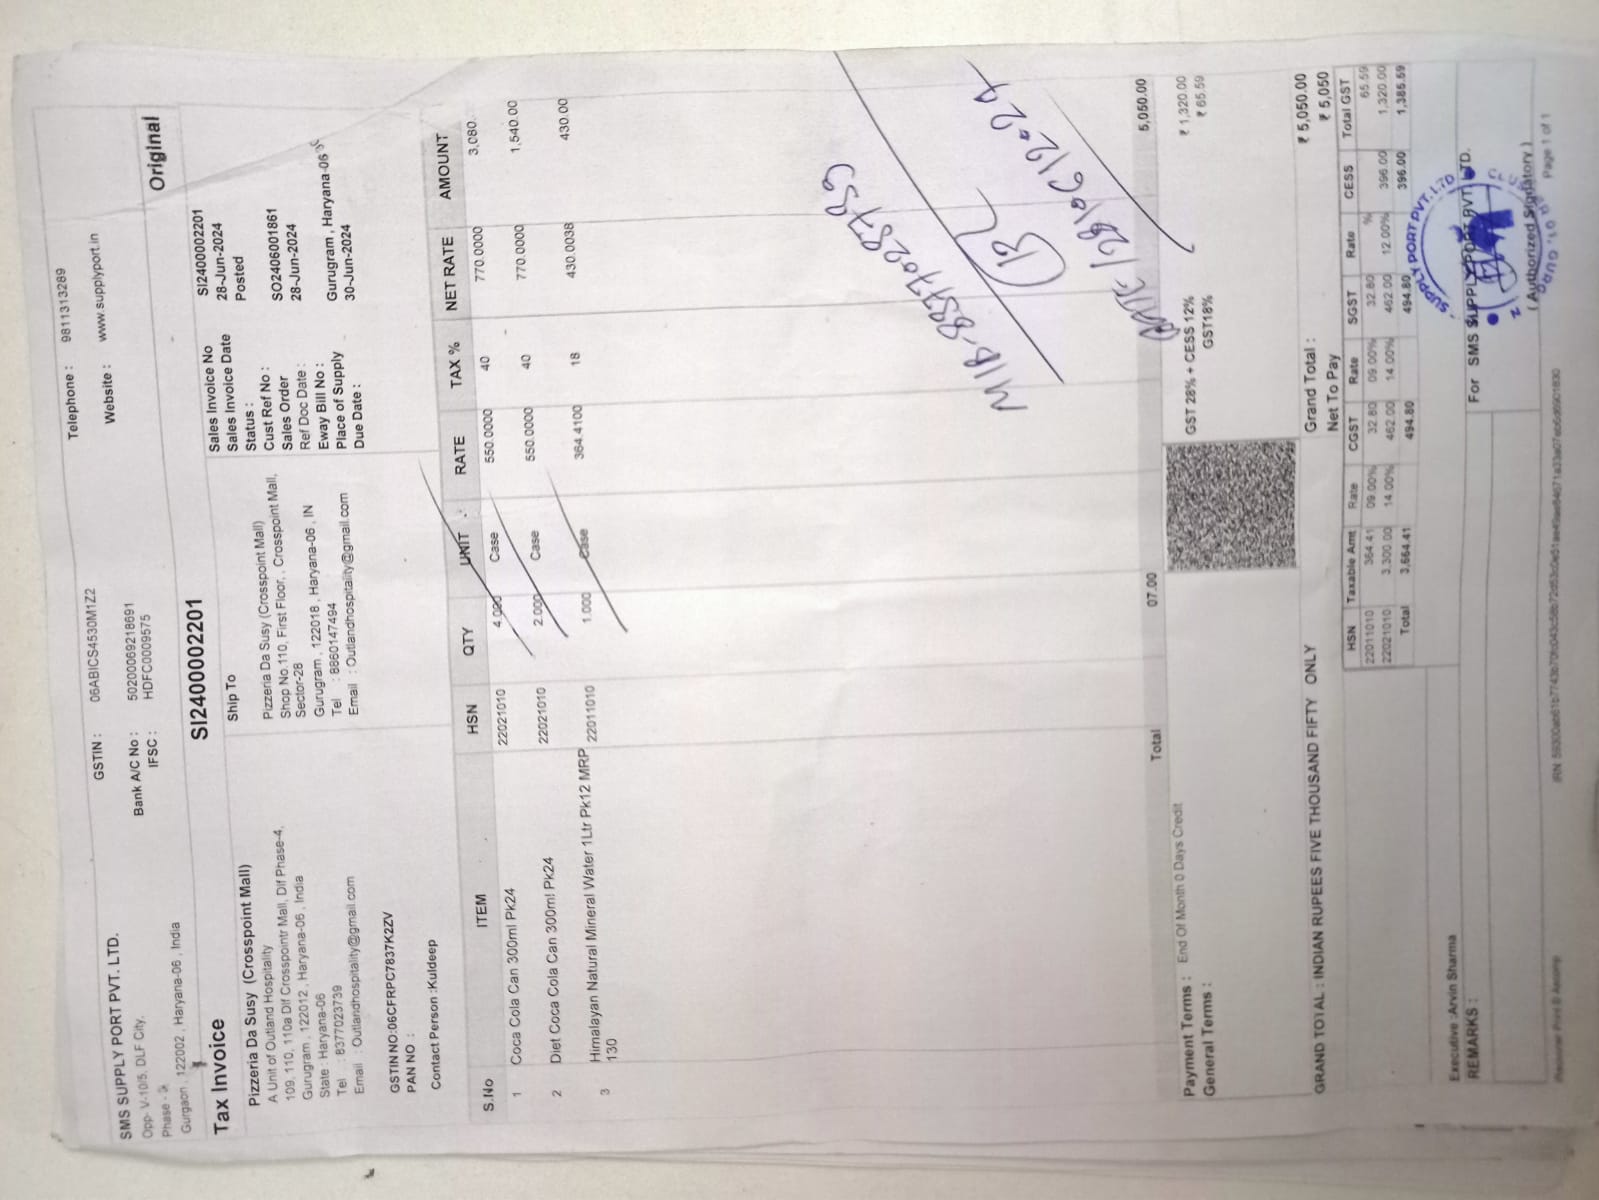 SMS SUPPLY PORT PVT. LTD.
Opp- V-10/5, DLF City,
Phase -
Gurgaon , 122002 , Haryana-06 , India
GSTIN : 06ABICS4530M1Z2
Bank A/C No : 50200069218691
IFSC : HDFC0009575
Telephone : 9811313289
Website : www.supplyport.in
Tax Invoice
SI2400002201
Original
Pizzeria Da Susy (Crosspoint Mall)
A Unit of Outland Hospitality
109, 110, 110a Dlf Crosspointr Mall, Dlf Phase-4,
Gurugram , 122012 , Haryana-06 , India
State : Haryana-06
Tel : 8377023739
Email : Outlandhospitality@gmail.com
GSTIN NO:06CFRPC7837K2ZV
PAN NO :
Contact Person :Kuldeep
Ship To
Pizzeria Da Susy (Crosspoint Mall)
Shop No.110, First Floor, , Crosspoint Mall,
Sector-28
Gurugram , 122018 , Haryana-06 , IN
Tel : 8860147494
Email : Outlandhospitality@gmail.com
Sales Invoice No SI2400002201
Sales Invoice Date 28-Jun-2024
Status : Posted
Cust Ref No :
Sales Order SO2406001861
Ref Doc Date : 28-Jun-2024
Eway Bill No :
Place of Supply Gurugram , Haryana-06
Due Date : 30-Jun-2024
S.No ITEM HSN QTY UNIT RATE TAX % NET RATE AMOUNT
1 Coca Cola Can 300ml Pk24 22021010 4.000 Case 550.0000 40 770.0000 3,080.
2 Diet Coca Cola Can 300ml Pk24 22021010 2.000 Case 550.0000 40 770.0000 1,540.00
3 Himalayan Natural Mineral Water 1Ltr Pk12 MRP 22011010 1.000 Case 364.4100 18 430.0038 430.00
130
Total 07.00 5,050.00
Payment Terms : End Of Month 0 Days Credit
General Terms :
GST 28% + CESS 12% ₹ 1,320.00
GST18% ₹ 65.59
GRAND TOTAL : INDIAN RUPEES FIVE THOUSAND FIFTY ONLY
Grand Total : ₹ 5,050.00
Net To Pay ₹ 5,050
HSN Taxable Amt Rate CGST Rate SGST Rate CESS Total GST
22011010 364.41 09.00% 32.80 09.00% 32.80 % 65.59
22021010 3,300.00 14.00% 462.00 14.00% 462.00 12.00% 396.00 1,320.00
Total 3,664.41 494.80 494.80 396.00 1,385.59
Executive :Arvin Sharma
REMARKS :
For SMS SUPPLY PORT PVT. LTD.
SUPPLY PORT PVT. LTD
( Authorized Signatory )
Page 1 of 1